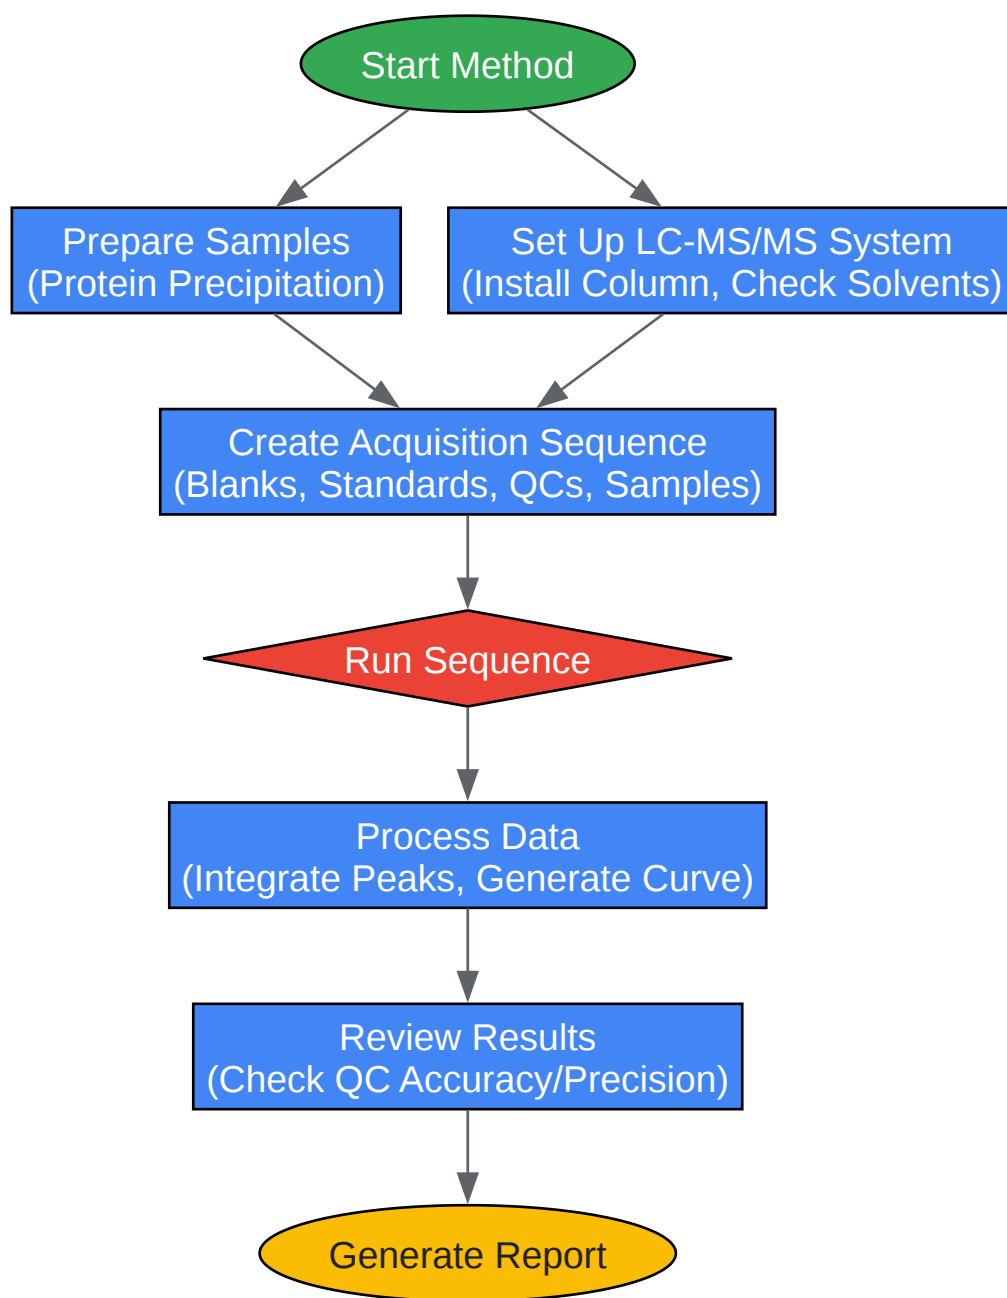 Start Method
Prepare Samples
(Protein Precipitation)
Set Up LC-MS/MS System
(Install Column, Check Solvents)
Create Acquisition Sequence
(Blanks, Standards, QCs, Samples)
Run Sequence
Process Data
(Integrate Peaks, Generate Curve)
Review Results
(Check QC Accuracy/Precision)
Generate Report